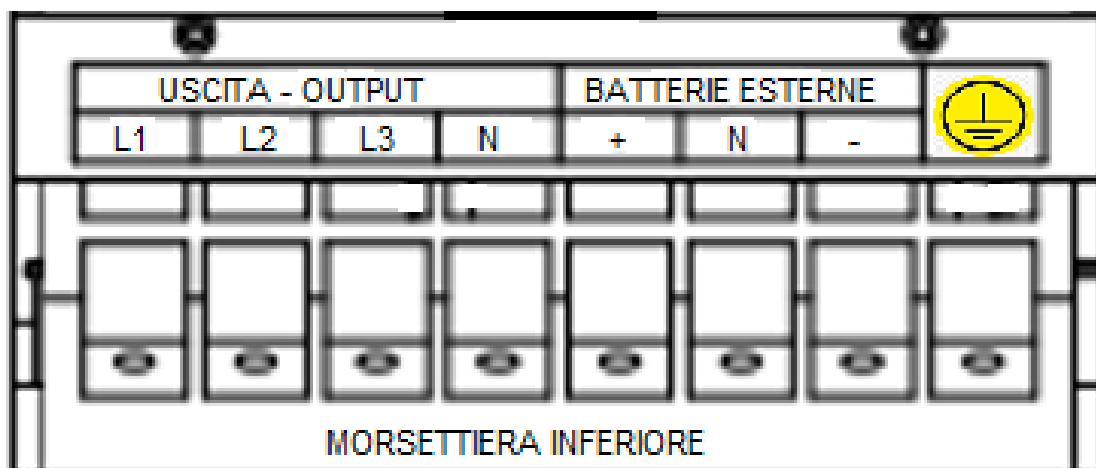 USCITA - OUTPUT BATTERIE ESTERNE
L1 L2 L3 N + N -
MORSETTIERA INFERIORE